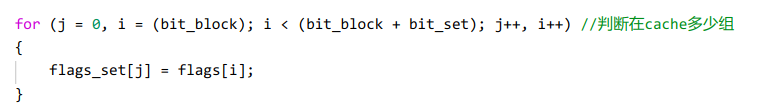 for (j = 0, i = (bit_block); i < (bit_block + bit_set); j++, i++) //判断在cache多少组
{
flags_set[j] = flags[i];
}